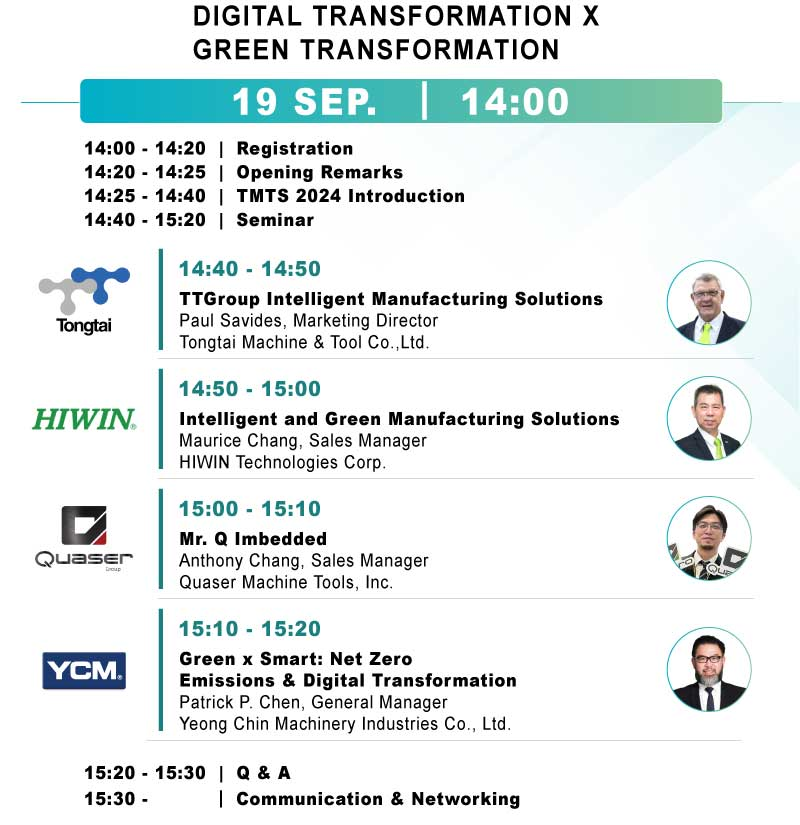 DIGITAL TRANSFORMATION X
GREEN TRANSFORMATION
19 SEP. | 14:00
14:00 - 14:20 | Registration
14:20 - 14:25 | Opening Remarks
14:25 - 14:40 | TMTS 2024 Introduction
14:40 - 15:20 | Seminar
Tongtai
14:40 - 14:50
TTGroup Intelligent Manufacturing Solutions
Paul Savides, Marketing Director
Tongtai Machine & Tool Co.,Ltd.
HIWIN®
14:50 - 15:00
Intelligent and Green Manufacturing Solutions
Maurice Chang, Sales Manager
HIWIN Technologies Corp.
Quaser
Group
15:00 - 15:10
Mr. Q Imbedded
Anthony Chang, Sales Manager
Quaser Machine Tools, Inc.
YCM®
15:10 - 15:20
Green x Smart: Net Zero
Emissions & Digital Transformation
Patrick P. Chen, General Manager
Yeong Chin Machinery Industries Co., Ltd.
15:20 - 15:30 | Q & A
15:30 - | Communication & Networking